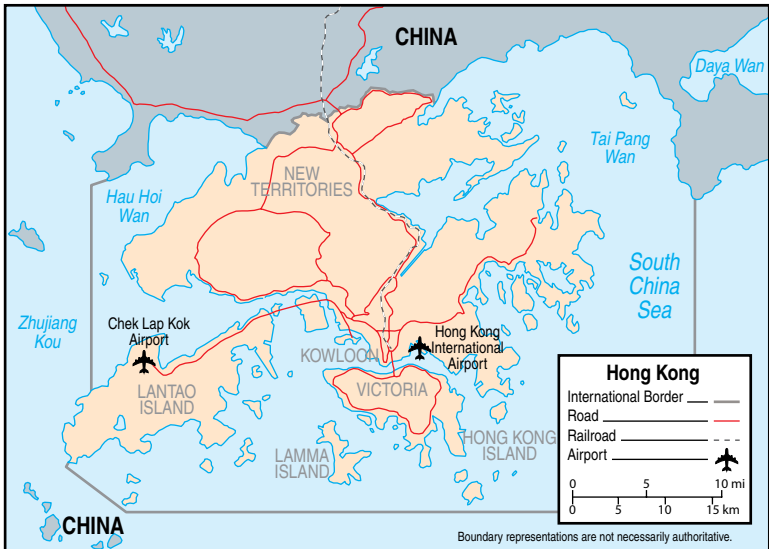 CHINA
Daya Wan
Tai Pang
Wan
NEW
TERRITORIES
Hau Hoi
Wan
South
China
Sea
Zhujiang
Kou
Chek Lap Kok
Airport
Hong Kong
International
Airport
KOWLOON
LANTAO
ISLAND
VICTORIA
HONG KONG
ISLAND
LAMMA
ISLAND
CHINA
Hong Kong
International Border
Road
Railroad
Airport
0 5 10 mi
0 5 10 15 km
Boundary representations are not necessarily authoritative.